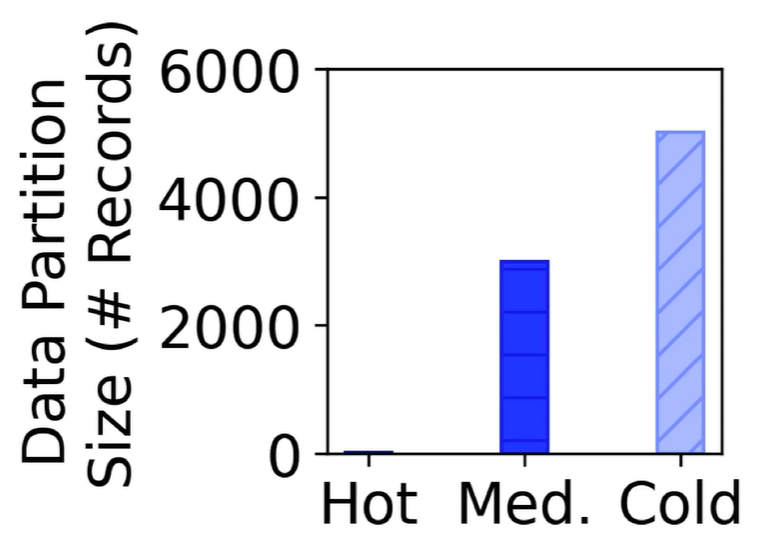 Data Partition
Size (# Records)
6000
4000
2000
0
Hot Med. Cold